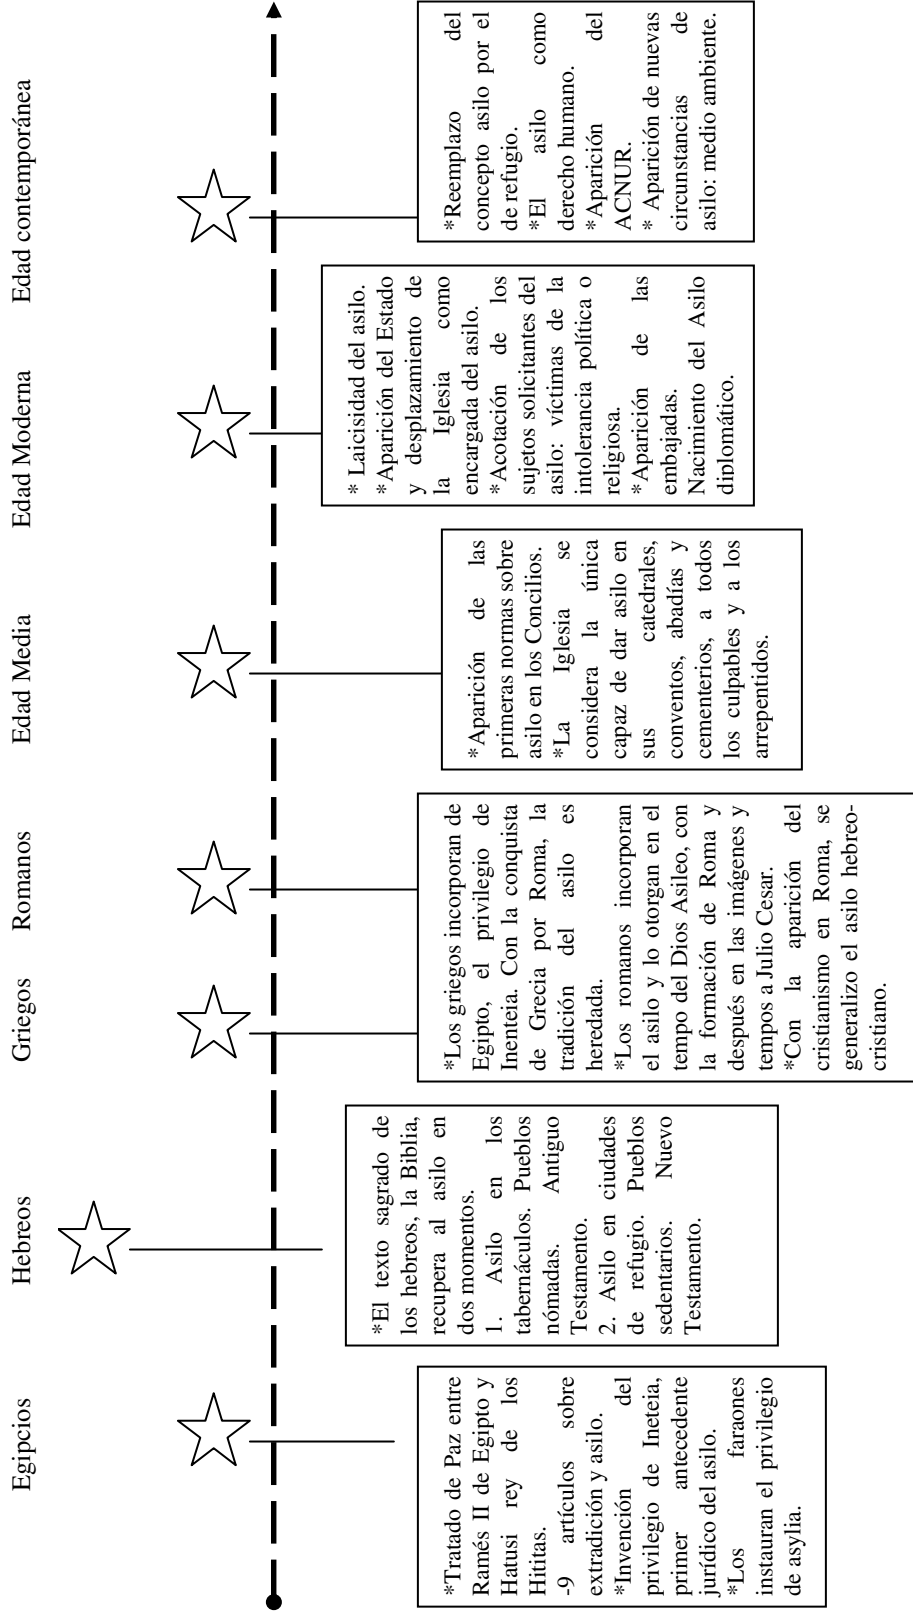 Egipcios
Hebreos
Griegos
Romanos
Edad Media
Edad Moderna
Edad contemporánea
*Tratado de Paz entre
Ramés II de Egipto y
Hatusi rey de los
Hititas.
-9 artículos sobre
extradición y asilo.
*Invención del
privilegio de Ineteia,
primer antecedente
jurídico del asilo.
*Los faraones
instauran el privilegio
de asylia.
*El texto sagrado de
los hebreos, la Biblia,
recupera al asilo en
dos momentos.
1. Asilo en los
tabernáculos. Pueblos
nómadas. Antiguo
Testamento.
2. Asilo en ciudades
de refugio. Pueblos
sedentarios. Nuevo
Testamento.
*Los griegos incorporan de
Egipto, el privilegio de
Inenteia. Con la conquista
de Grecia por Roma, la
tradición del asilo es
heredada.
*Los romanos incorporan
el asilo y lo otorgan en el
tempo del Dios Asileo, con
la formación de Roma y
después en las imágenes y
tempos a Julio Cesar.
*Con la aparición del
cristianismo en Roma, se
generalizo el asilo hebreo-
cristiano.
*Aparición de las
primeras normas sobre
asilo en los Concilios.
*La Iglesia se
considera la única
capaz de dar asilo en
sus catedrales,
conventos, abadías y
cementerios, a todos
los culpables y a los
arrepentidos.
* Laicisidad del asilo.
*Aparición del Estado
y desplazamiento de
la Iglesia como
encargada del asilo.
*Acotación de los
sujetos solicitantes del
asilo: víctimas de la
intolerancia política o
religiosa.
*Aparición de las
embajadas.
Nacimiento del Asilo
diplomático.
*Reemplazo del
concepto asilo por el
de refugio.
*El asilo como
derecho humano.
*Aparición del
ACNUR.
* Aparición de nuevas
circunstancias de
asilo: medio ambiente.